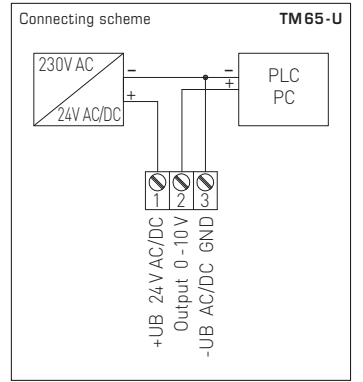 Connecting scheme TM65-U
230V AC
24V AC/DC
– –
+ +
PLC
PC
1 2 3
+UB 24V AC/DC
Output 0-10V
-UB AC/DC GND